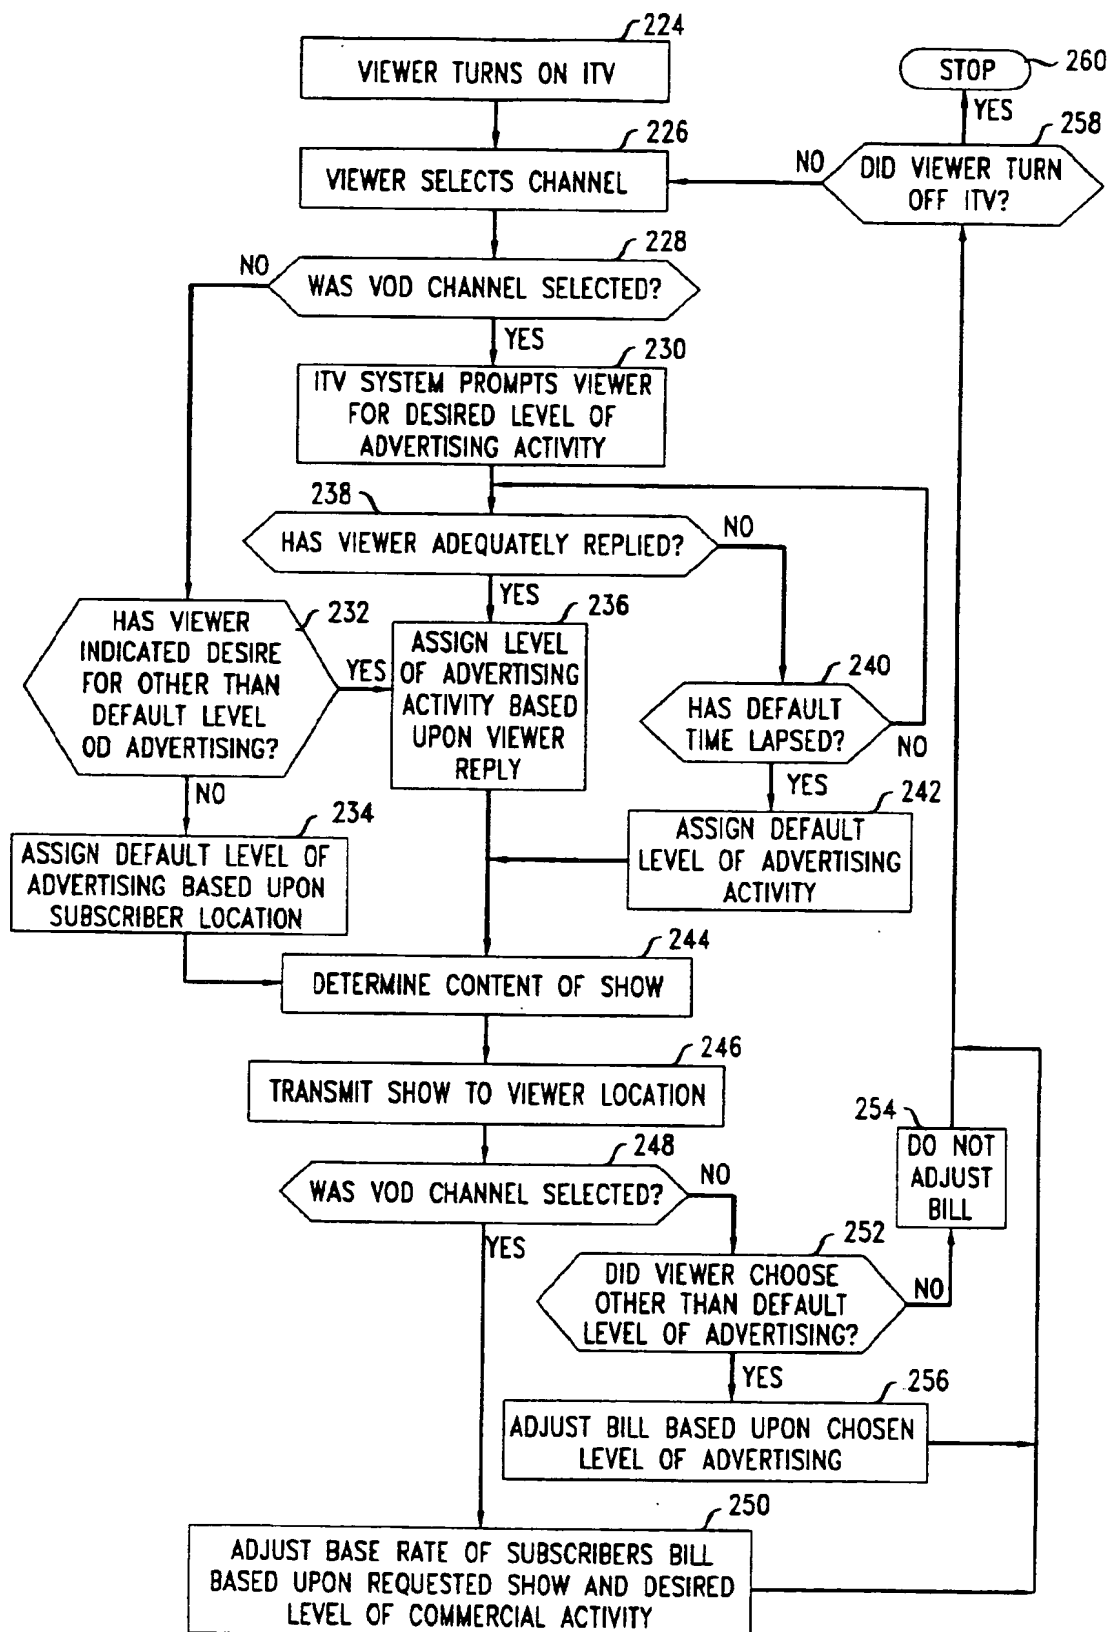 224
VIEWER TURNS ON ITV
STOP
260
YES
226
VIEWER SELECTS CHANNEL
NO
258
DID VIEWER TURN
OFF ITV?
228
NO
WAS VOD CHANNEL SELECTED?
YES
230
ITV SYSTEM PROMPTS VIEWER
FOR DESIRED LEVEL OF
ADVERTISING ACTIVITY
238
HAS VIEWER ADEQUATELY REPLIED?
NO
YES
232
HAS VIEWER
INDICATED DESIRE
FOR OTHER THAN
DEFAULT LEVEL
OD ADVERTISING?
YES
236
ASSIGN LEVEL
OF ADVERTISING
ACTIVITY BASED
UPON VIEWER
REPLY
240
HAS DEFAULT
TIME LAPSED?
NO
YES
NO
234
ASSIGN DEFAULT LEVEL OF
ADVERTISING BASED UPON
SUBSCRIBER LOCATION
242
ASSIGN DEFAULT
LEVEL OF ADVERTISING
ACTIVITY
244
DETERMINE CONTENT OF SHOW
246
TRANSMIT SHOW TO VIEWER LOCATION
248
WAS VOD CHANNEL SELECTED?
NO
YES
254
DO NOT
ADJUST
BILL
252
DID VIEWER CHOOSE
OTHER THAN DEFAULT
LEVEL OF ADVERTISING?
NO
YES
256
ADJUST BILL BASED UPON CHOSEN
LEVEL OF ADVERTISING
250
ADJUST BASE RATE OF SUBSCRIBERS BILL
BASED UPON REQUESTED SHOW AND DESIRED
LEVEL OF COMMERCIAL ACTIVITY